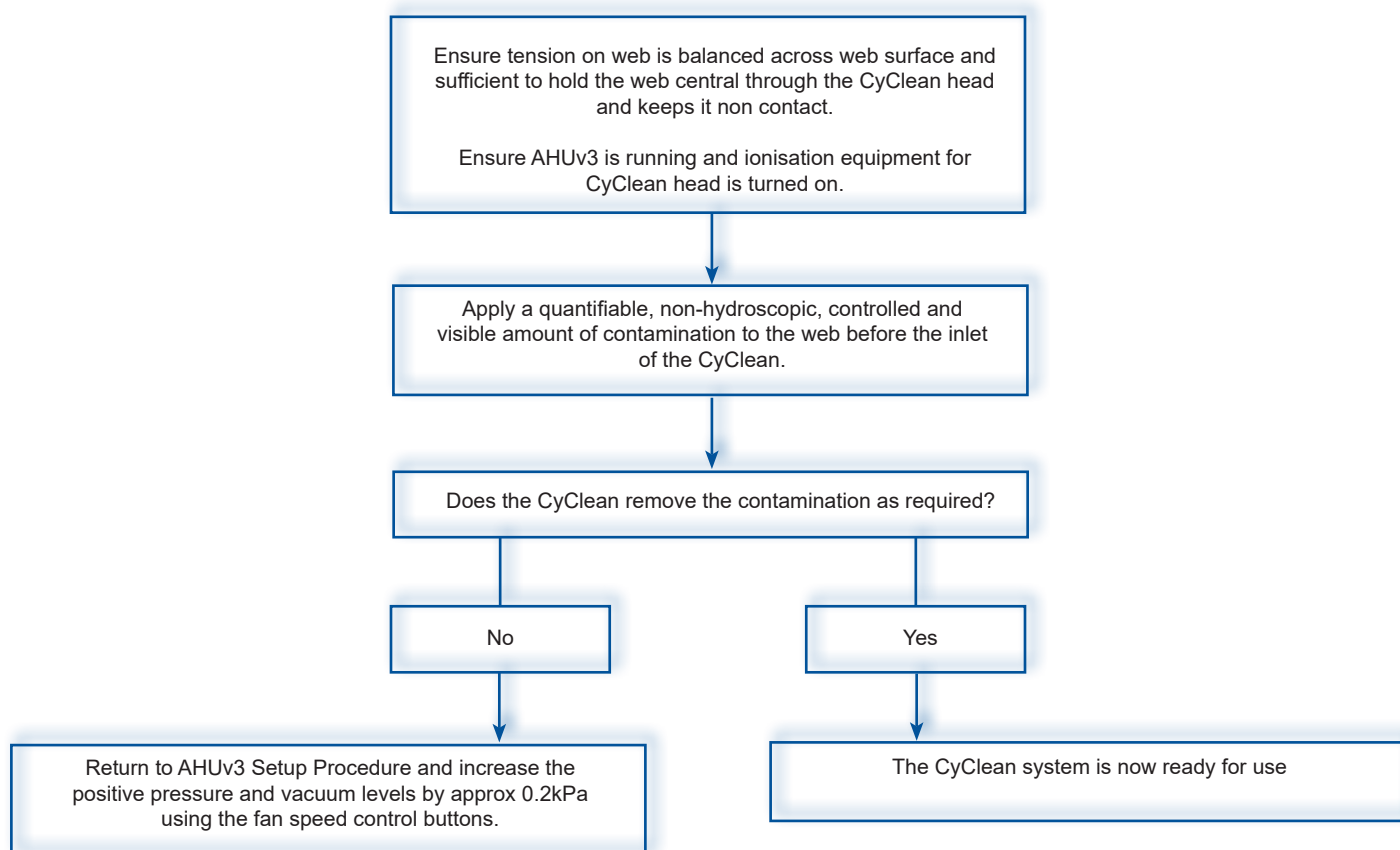 Ensure tension on web is balanced across web surface and
sufficient to hold the web central through the CyClean head
and keeps it non contact.
Ensure AHUv3 is running and ionisation equipment for
CyClean head is turned on.
Apply a quantifiable, non-hydroscopic, controlled and
visible amount of contamination to the web before the inlet
of the CyClean.
Does the CyClean remove the contamination as required?
No
Yes
Return to AHUv3 Setup Procedure and increase the
positive pressure and vacuum levels by approx 0.2kPa
using the fan speed control buttons.
The CyClean system is now ready for use